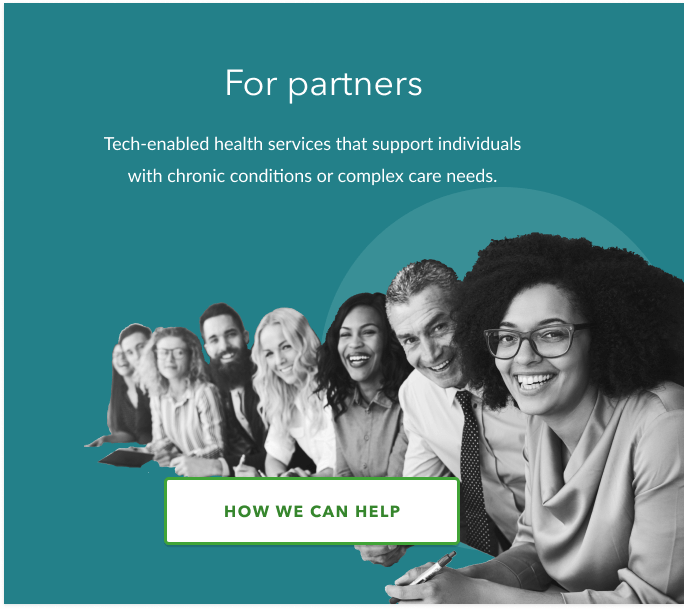 For partners
Tech-enabled health services that support individuals
with chronic conditions or complex care needs.
HOW WE CAN HELP